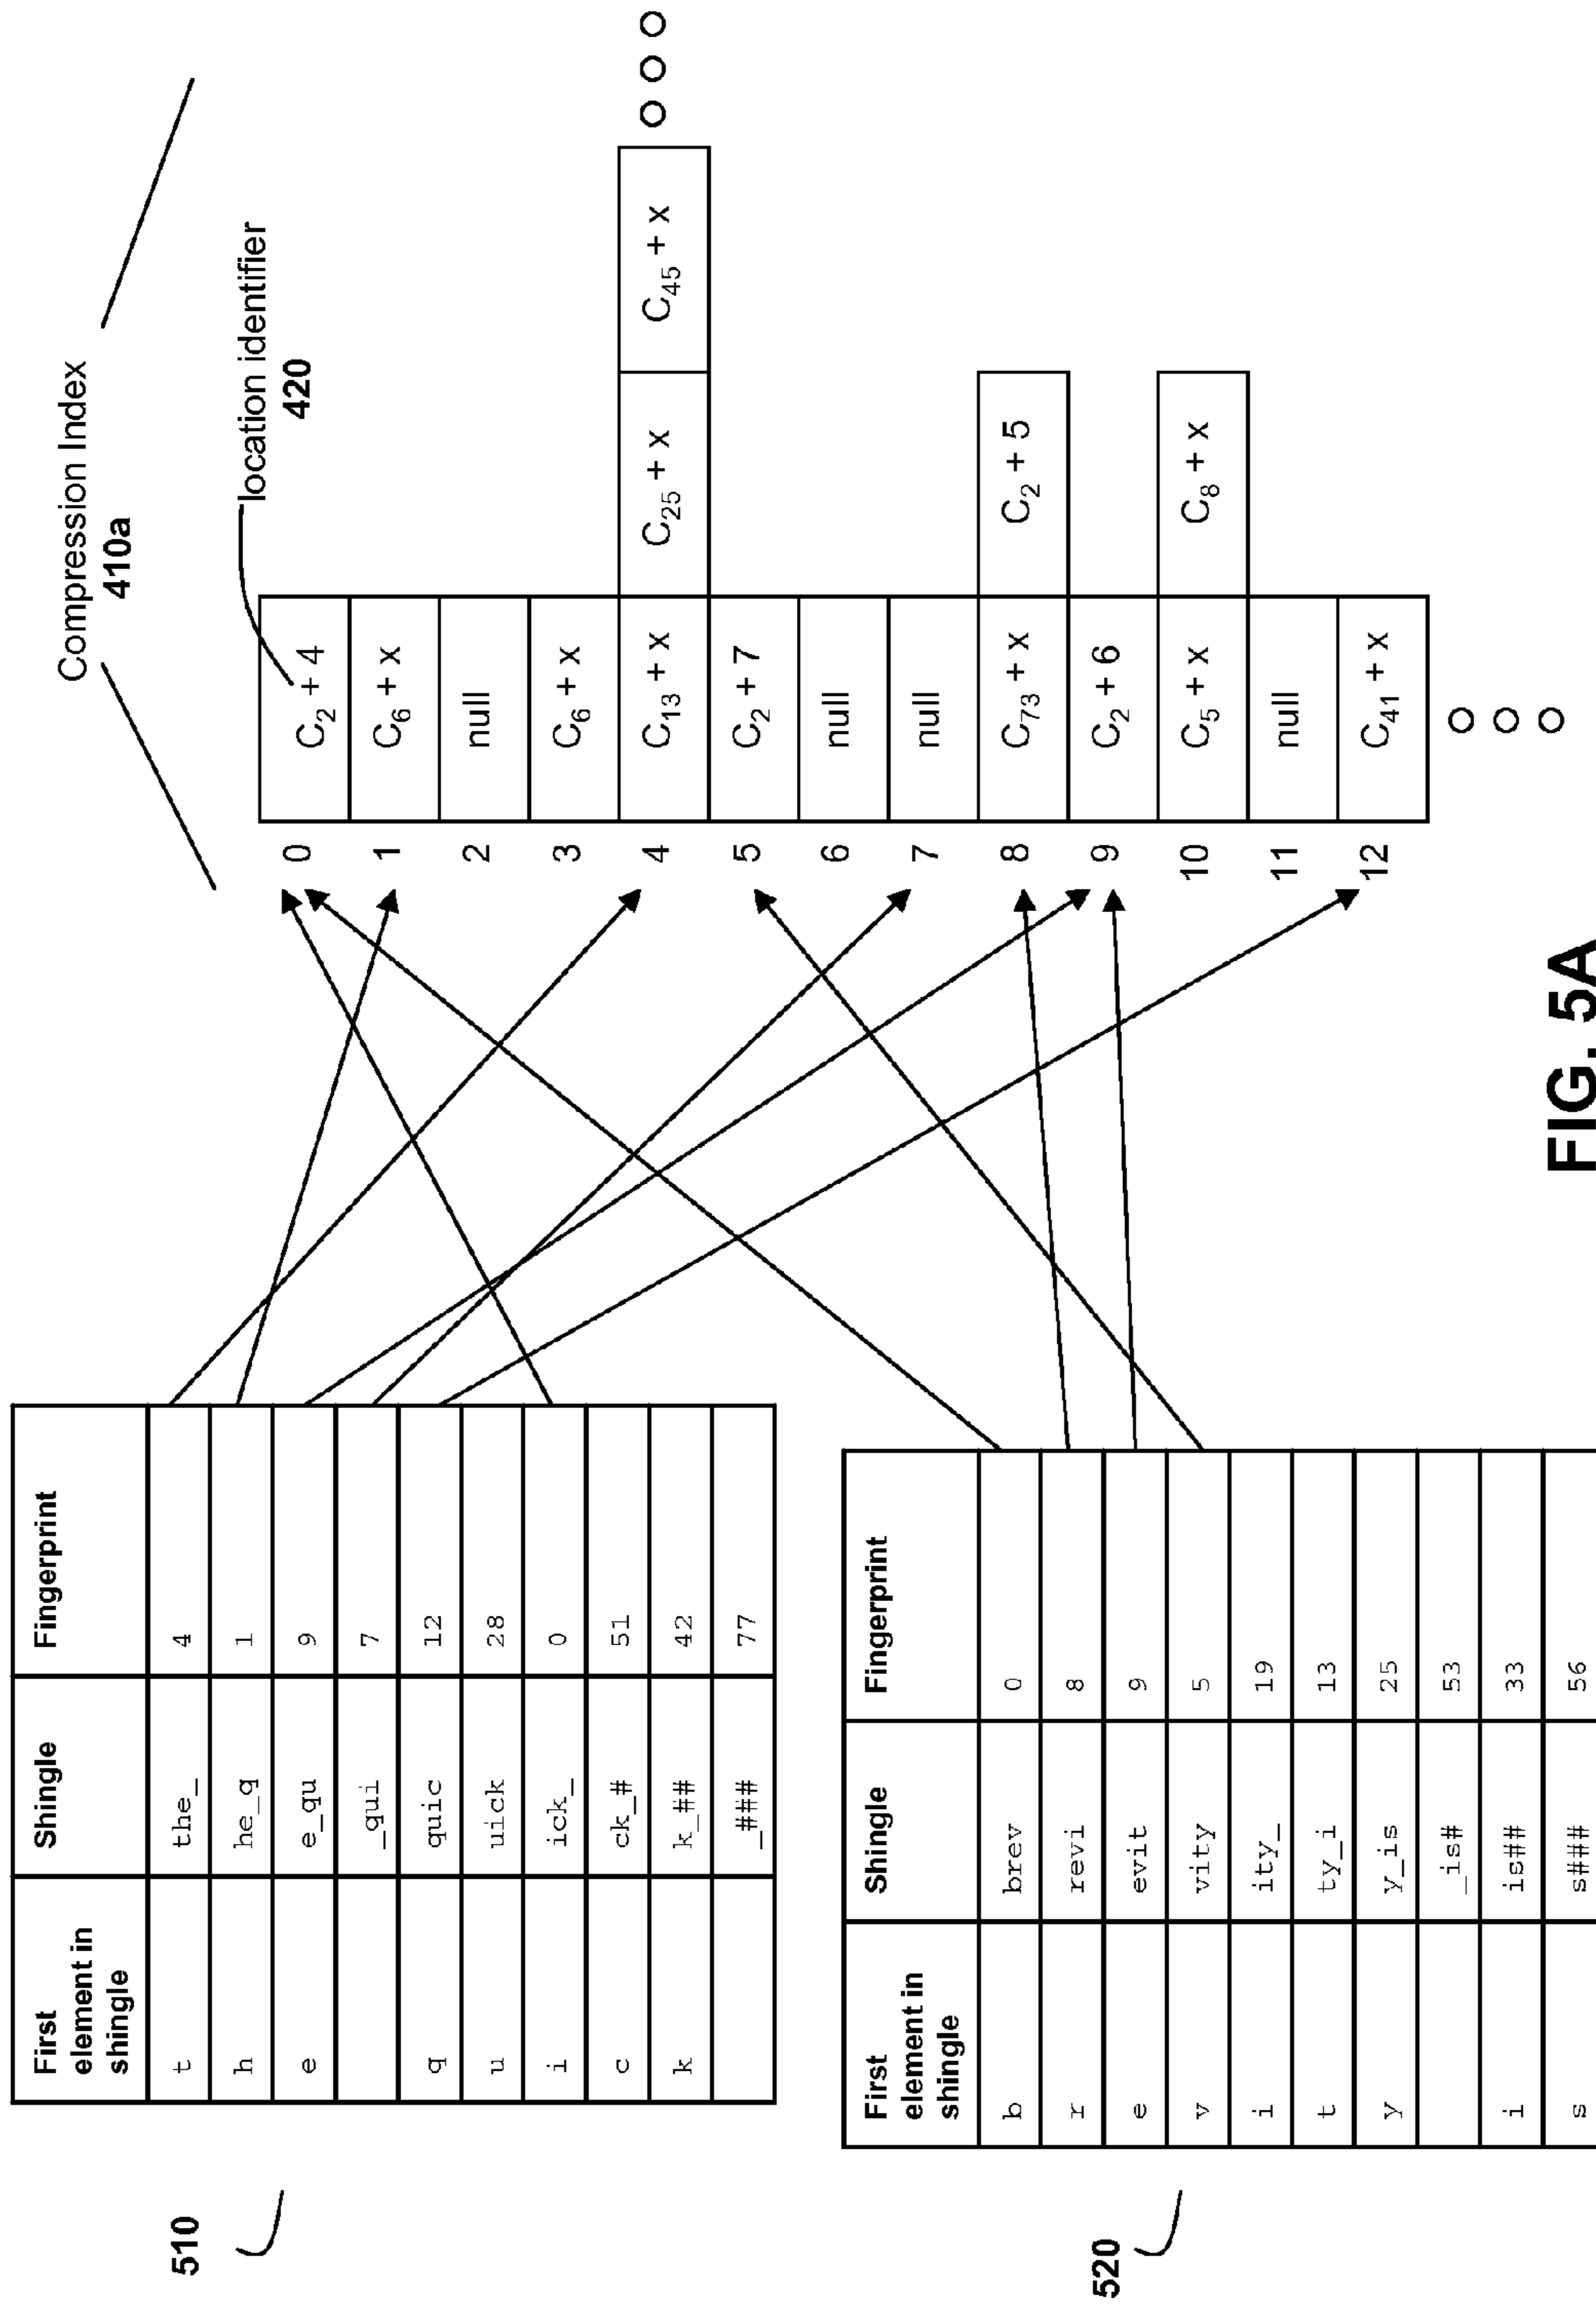 Compression Index
410a
location identifier
420
510
First element in shingle Shingle Fingerprint
t the_ 4
h he_q 1
e e_qu 9
_qui 7
q quic 12
u uick 28
i ick_ 0
c ck_# 51
k k_## 42
_### 77
520
First element in shingle Shingle Fingerprint
b brev 0
r revi 8
e evit 9
v vity 5
i ity_ 19
t ty_i 13
y y_is 25
_is# 53
i is## 33
s s### 56
0 C2 + 4
1 C6 + x
2 null
3 C6 + x
4 C13 + x C25 + x C45 + x
5 C2 + 7
6 null
7 null
8 C73 + x C2 + 5
9 C2 + 6
10 C5 + x C8 + x
11 null
12 C41 + x
FIG. 5A